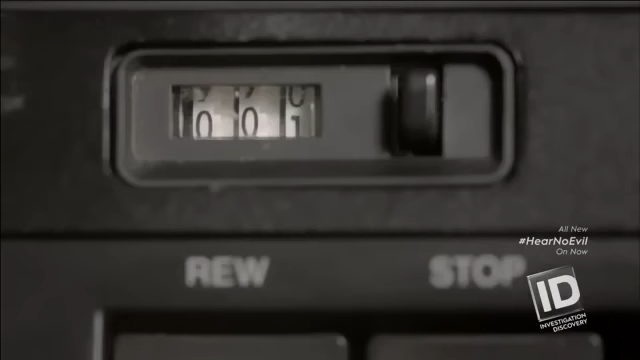 001
REW STOP
All New
#HearNoEvil
On Now
ID
INVESTIGATION
DISCOVERY